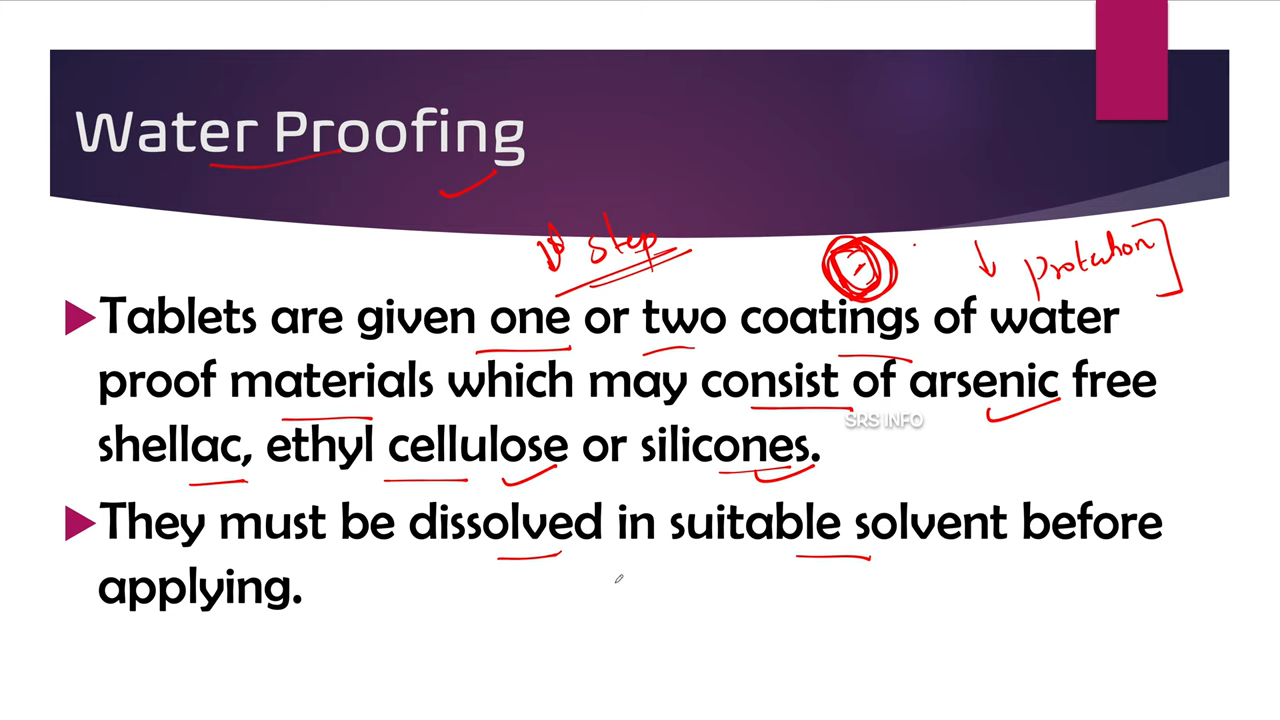 Water Proofing
step
protection
Tablets are given one or two coatings of water
proof materials which may consist of arsenic free
SRS INFO
shellac, ethyl cellulose or silicones.
They must be dissolved in suitable solvent before
applying.